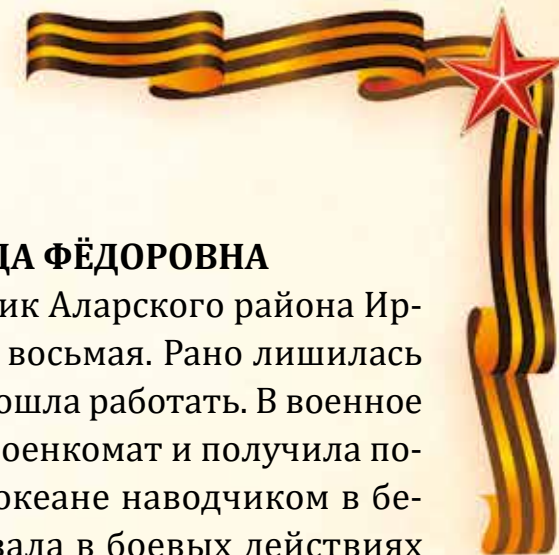 ДА ФЁДОРОВНА
ик Аларского района Ир-
восьмая. Рано лишилась
ошла работать. В военное
военкомат и получила по-
океане наводчиком в бе-
вала в боевых действиях